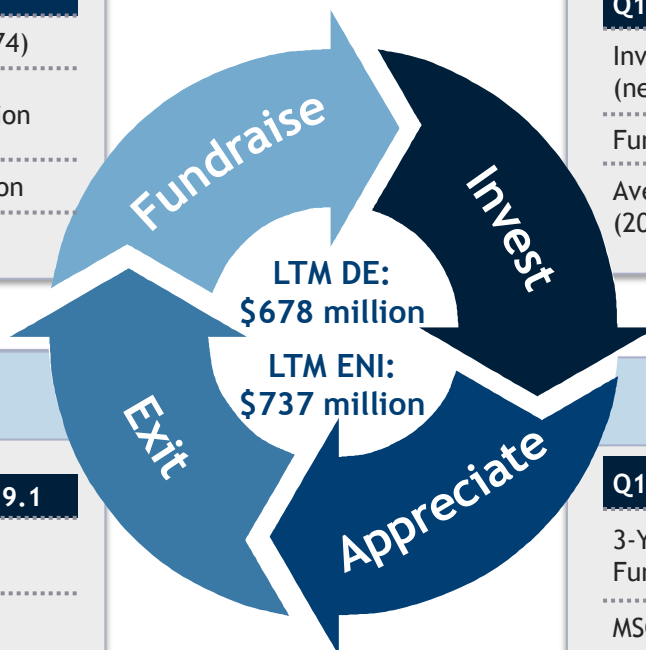 74)
ion
on
9.1
Fundraise
Invest
LTM DE:
$678 million
LTM ENI:
$737 million
Exit
Appreciate
Q1
Inv
(ne
Fu
Ave
(20
Q1
3-Y
Fu
MS